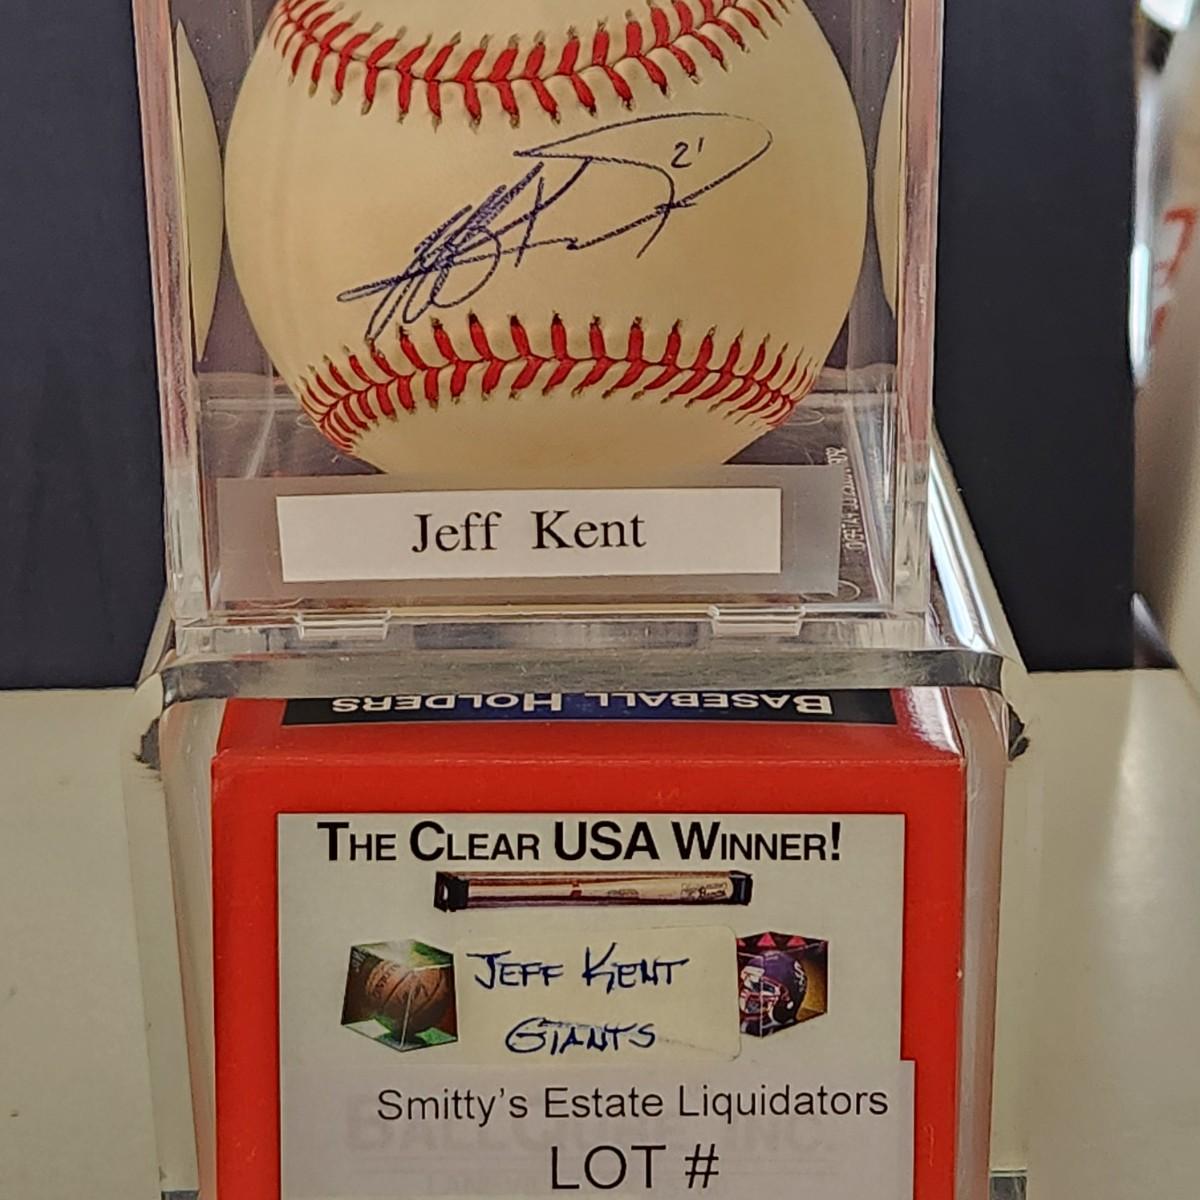 21
Jeff Kent
BASEBALL HOLDERS
THE CLEAR USA WINNER!
JEFF KENT
GIANTS
Smitty's Estate Liquidators
LOT #